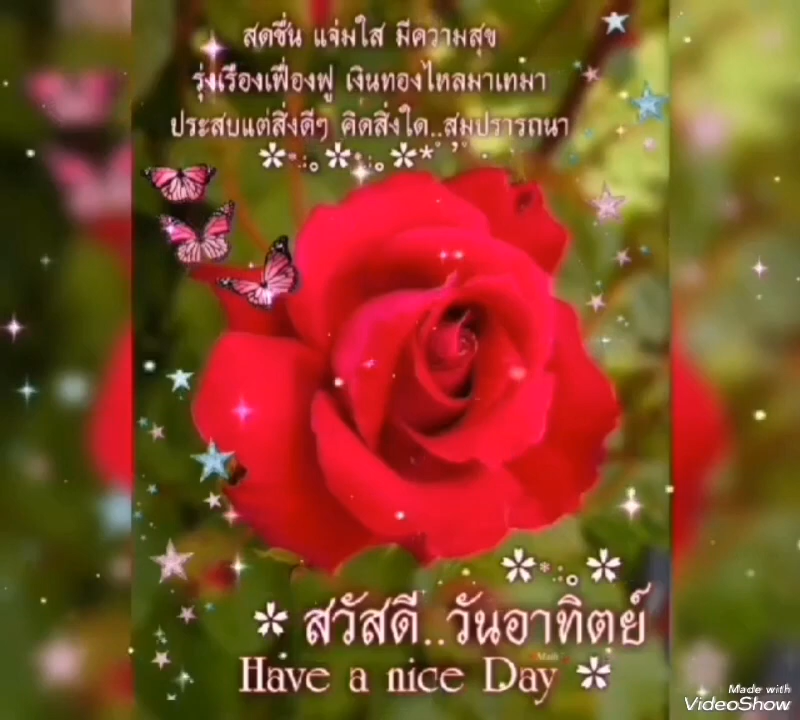 สดชื่น แจ่มใส มีความสุข
รุ่งเรืองเฟื่องฟู เงินทองไหลมาเทมา
ประสบแต่สิ่งดีๆ คิดสิ่งใด..สมปรารถนา
สวัสดี..วันอาทิตย์
Have a nice Day
Made with
VideoShow